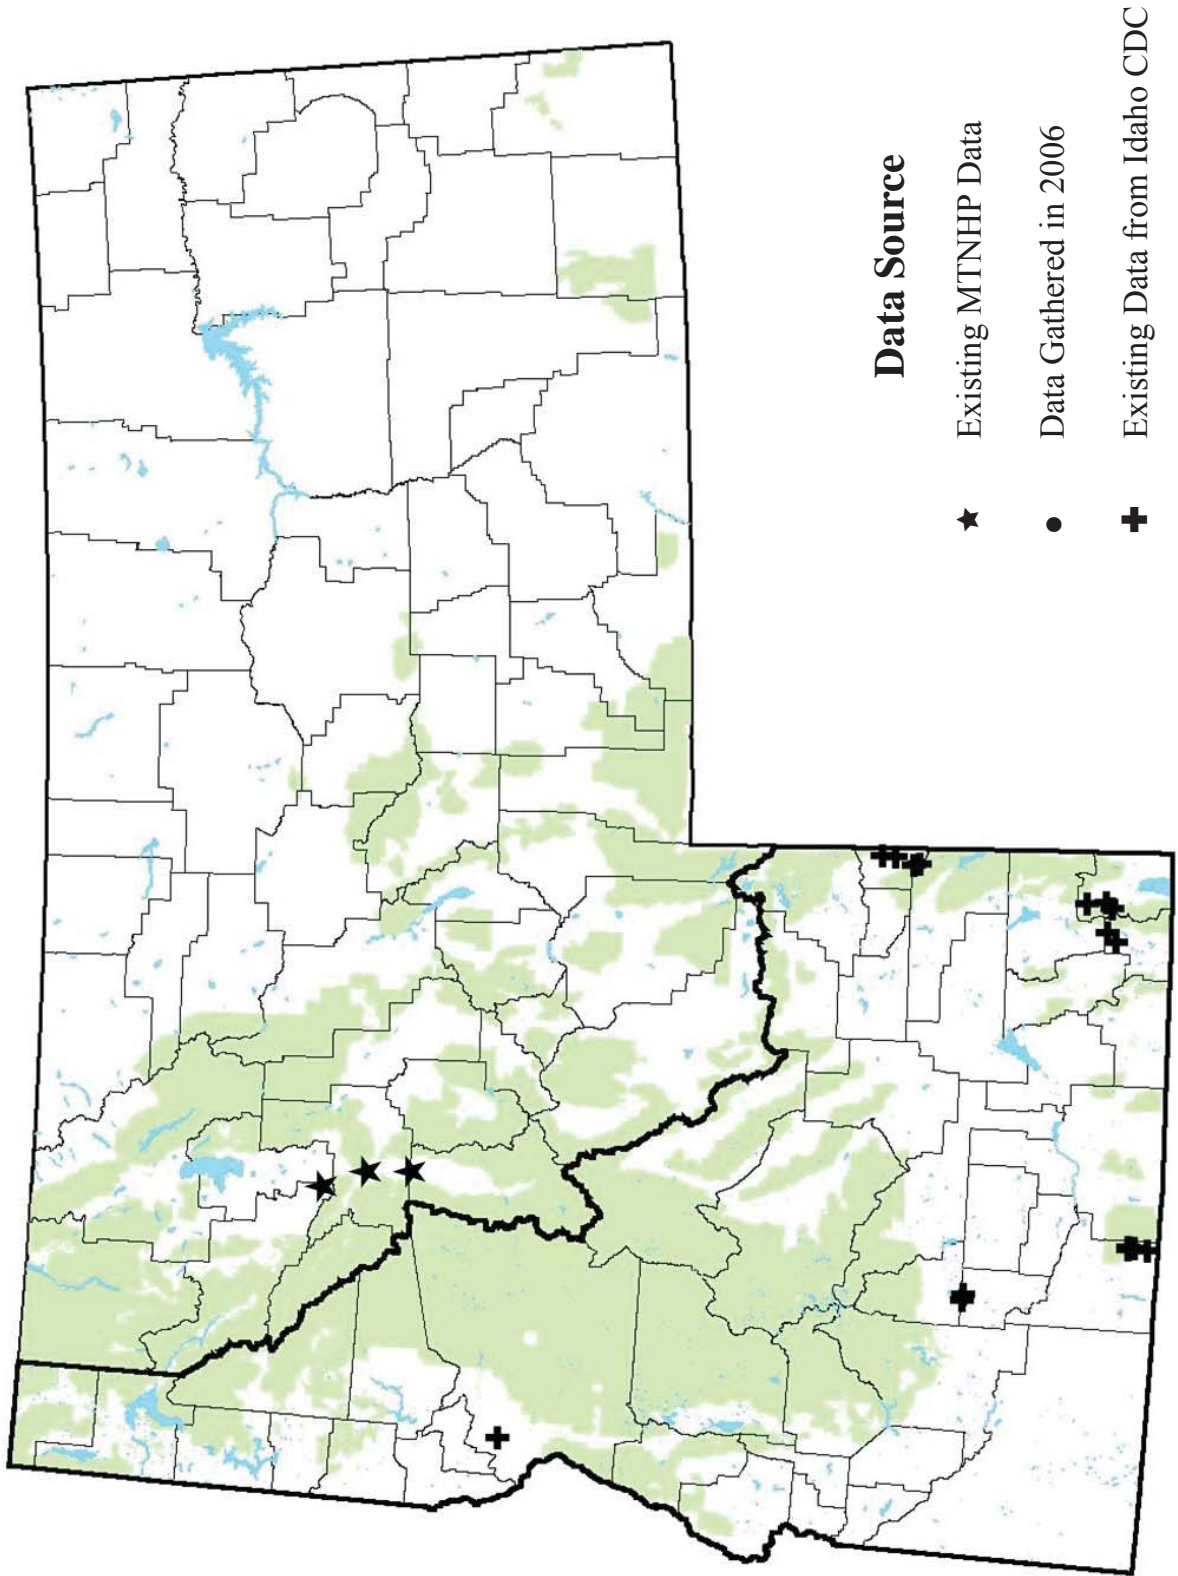 Data Source
Existing MTNHP Data
Data Gathered in 2006
Existing Data from Idaho CDC